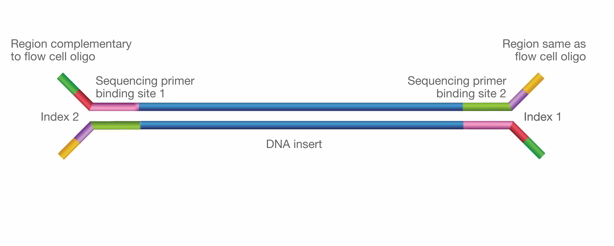 Region complementary
to flow cell oligo
Region same as
flow cell oligo
Sequencing primer
binding site 1
Sequencing primer
binding site 2
Index 2
Index 1
DNA insert